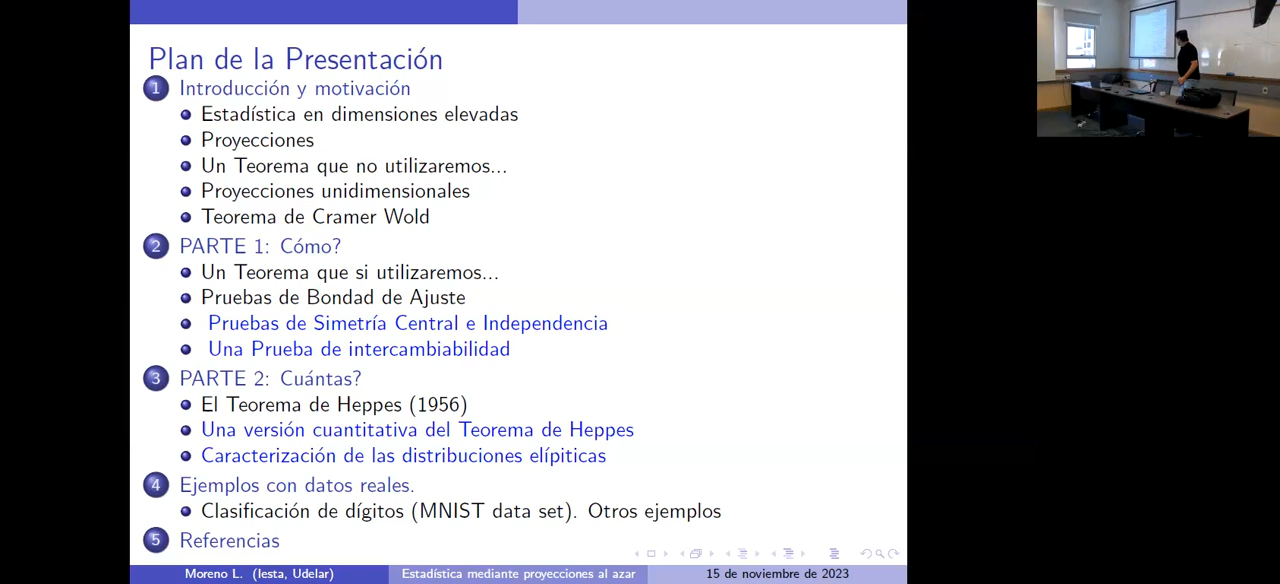 Plan de la Presentación
1 Introducción y motivación
Estadística en dimensiones elevadas
Proyecciones
Un Teorema que no utilizaremos...
Proyecciones unidimensionales
Teorema de Cramer Wold
2 PARTE 1: Cómo?
Un Teorema que si utilizaremos...
Pruebas de Bondad de Ajuste
Pruebas de Simetría Central e Independencia
Una Prueba de intercambiabilidad
3 PARTE 2: Cuántas?
El Teorema de Heppes (1956)
Una versión cuantitativa del Teorema de Heppes
Caracterización de las distribuciones elípiticas
4 Ejemplos con datos reales.
Clasificación de dígitos (MNIST data set). Otros ejemplos
5 Referencias
Moreno L. (Iesta, Udelar) Estadística mediante proyecciones al azar 15 de noviembre de 2023